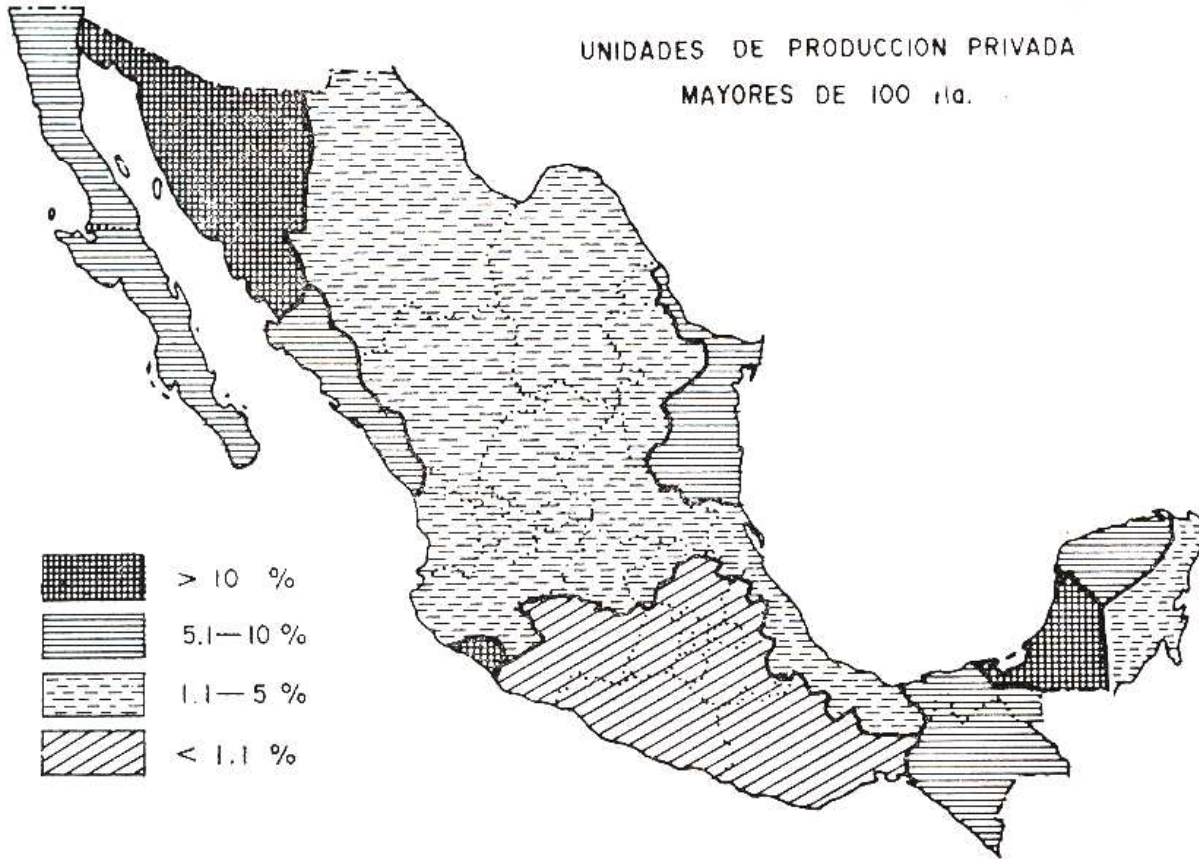 UNIDADES DE PRODUCCION PRIVADA
MAYORES DE 100
> 10 %
5.1—10 %
1.1—5 %
< 1.1 %